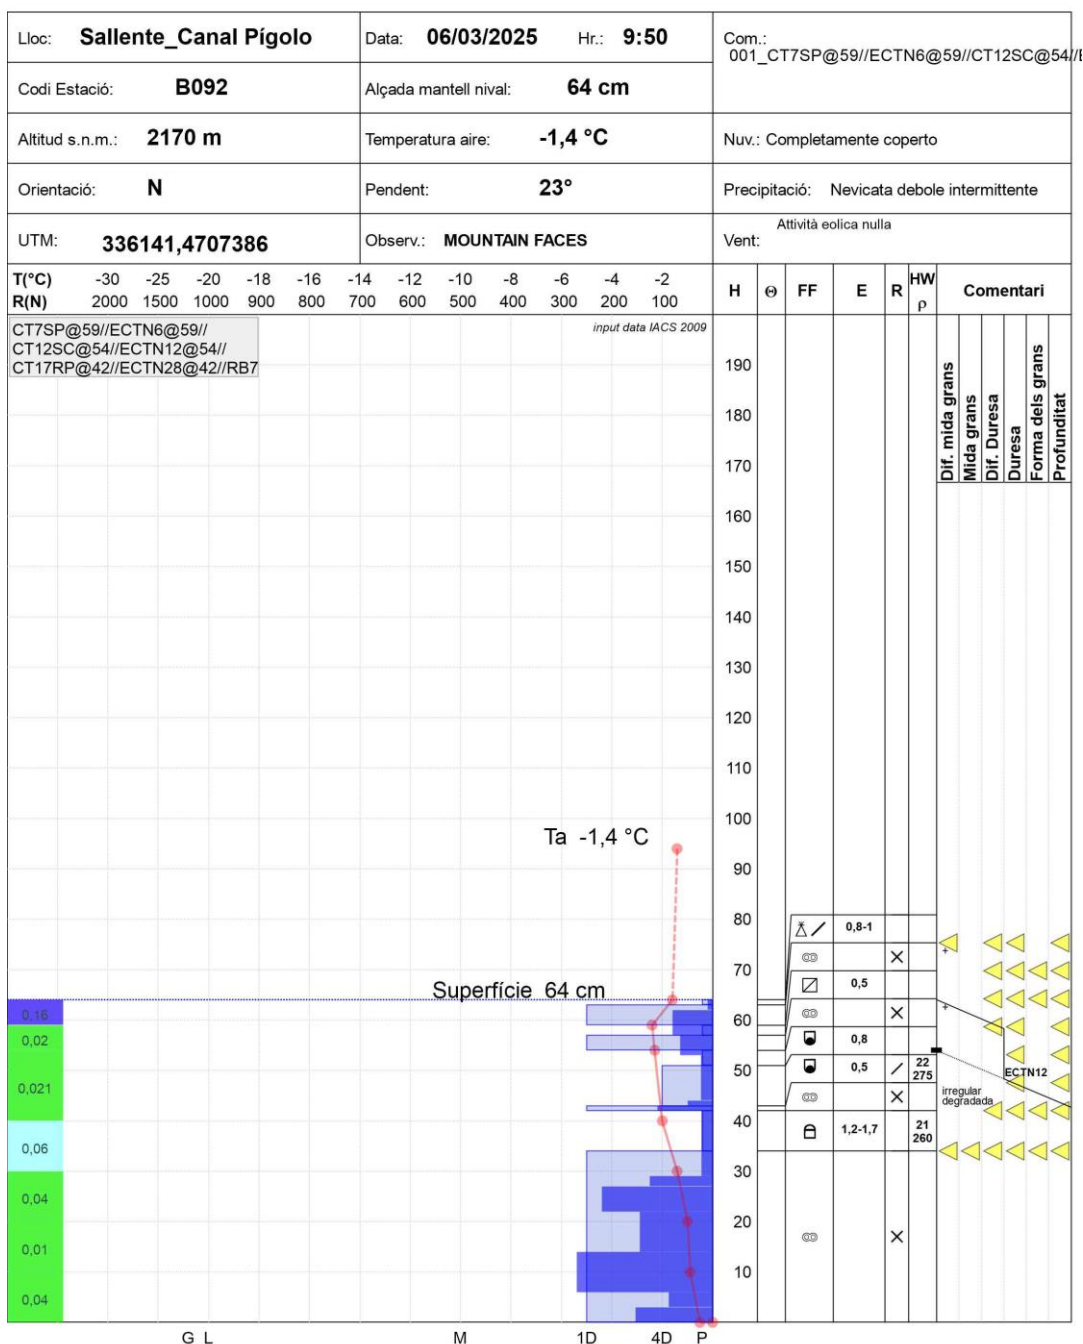 Lloc: Sallente_Canal Pígolo
Data: 06/03/2025 Hr.: 9:50
Com.:
001_CT7SP@59//ECTN6@59//CT12SC@54//E
Codi Estació: B092
Alçada mantell nival: 64 cm
Altitud s.n.m.: 2170 m
Temperatura aire: -1,4 °C
Nuv.: Completamente coperto
Orientació: N
Pendent: 23°
Precipitació: Nevicata debole intermittente
UTM: 336141,4707386
Observ.: MOUNTAIN FACES
Vent: Attività eolica nulla
T(°C) -30 -25 -20 -18 -16 -14 -12 -10 -8 -6 -4 -2
R(N) 2000 1500 1000 900 800 700 600 500 400 300 200 100
H Θ FF E R HW ρ Comentari
CT7SP@59//ECTN6@59//
CT12SC@54//ECTN12@54//
CT17RP@42//ECTN28@42//RB7
input data IACS 2009
Dif. mida grans
Mida grans
Dif. Duresa
Duresa
Forma dels grans
Profunditat
190
180
170
160
150
140
130
120
110
100
Ta -1,4 °C
90
80
0,8-1
70
Superfície 64 cm
0,5
0,16
60
0,02
0,8
50
0,5
22
275
ECTN12
0,021
irregular
degradada
40
1,2-1,7
21
260
0,06
30
0,04
20
0,01
10
0,04
G L M 1D 4D P